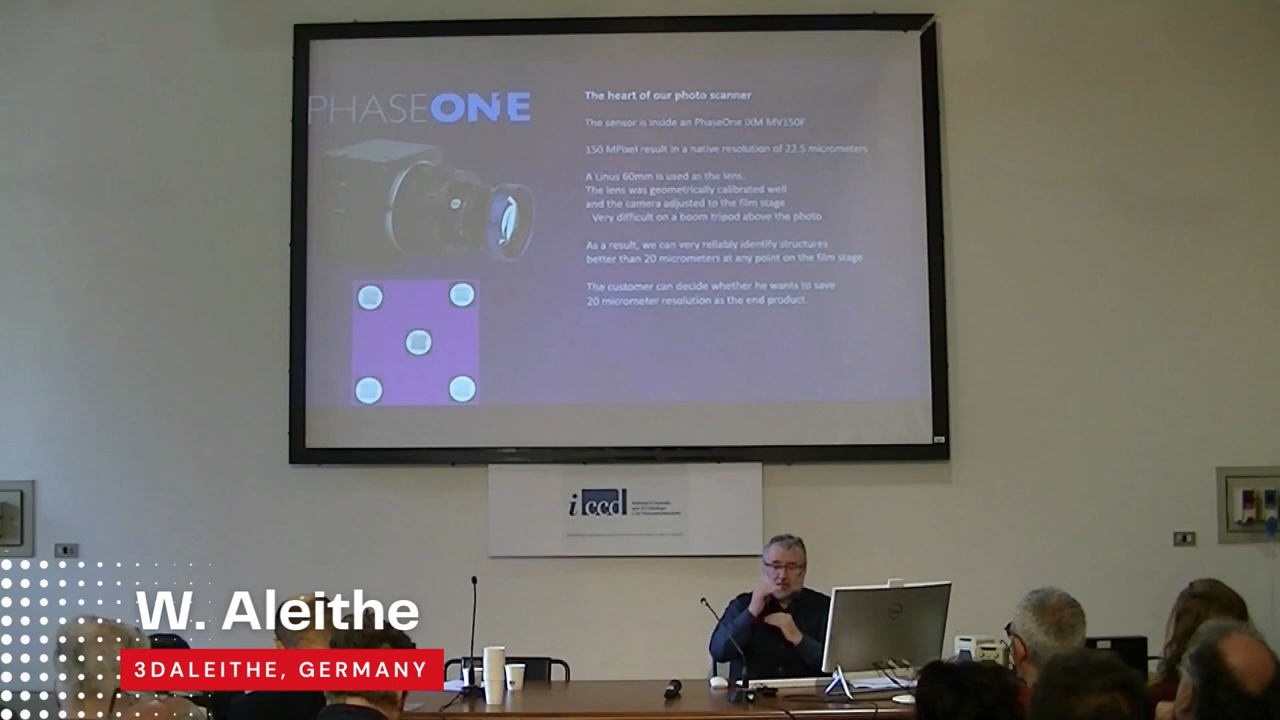 PHASEONE
The heart of our photo scanner
The sensor is inside an PhaseOne iXM MV150F
150 MPixel result in a native resolution of 22.5 micrometers
A Linus 60mm is used as the lens.
The lens was geometrically calibrated well
and the camera adjusted to the film stage
- Very difficult on a boom tripod above the photo
As a result, we can very reliably identify structures
better than 20 micrometers at any point on the film stage
The customer can decide whether he wants to save
20 micrometer resolution as the end product.
iccd
W. Aleithe
3DALEITHE, GERMANY